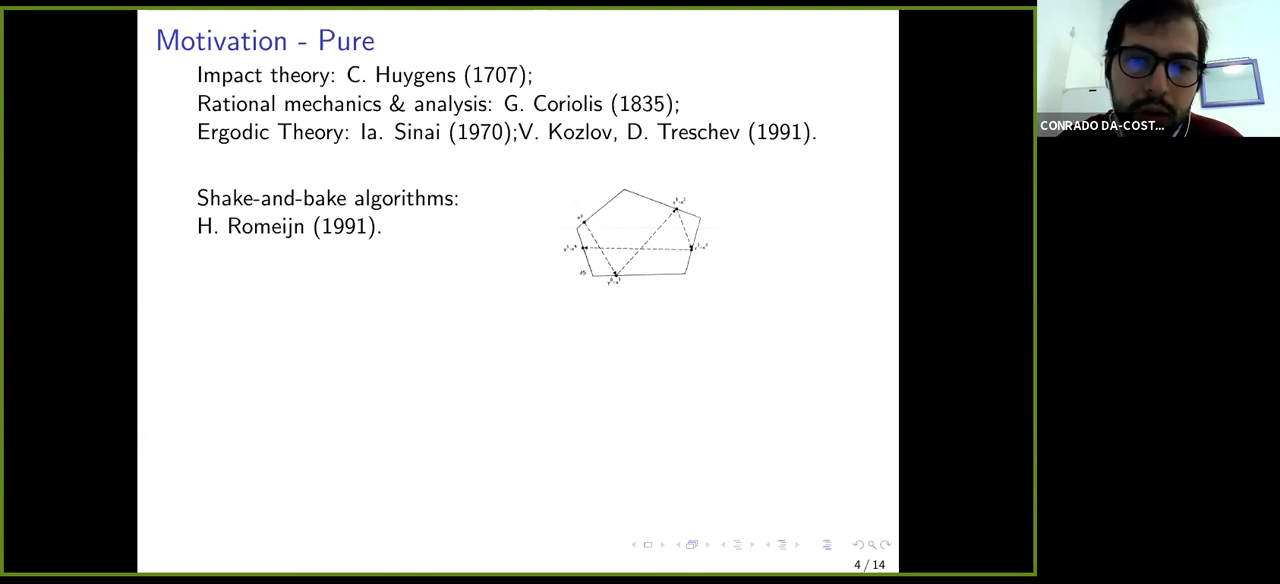 Motivation - Pure
Impact theory: C. Huygens (1707);
Rational mechanics & analysis: G. Coriolis (1835);
Ergodic Theory: Ia. Sinai (1970);V. Kozlov, D. Treschev (1991).
Shake-and-bake algorithms:
H. Romeijn (1991).
4 / 14
CONRADO DA-COST...